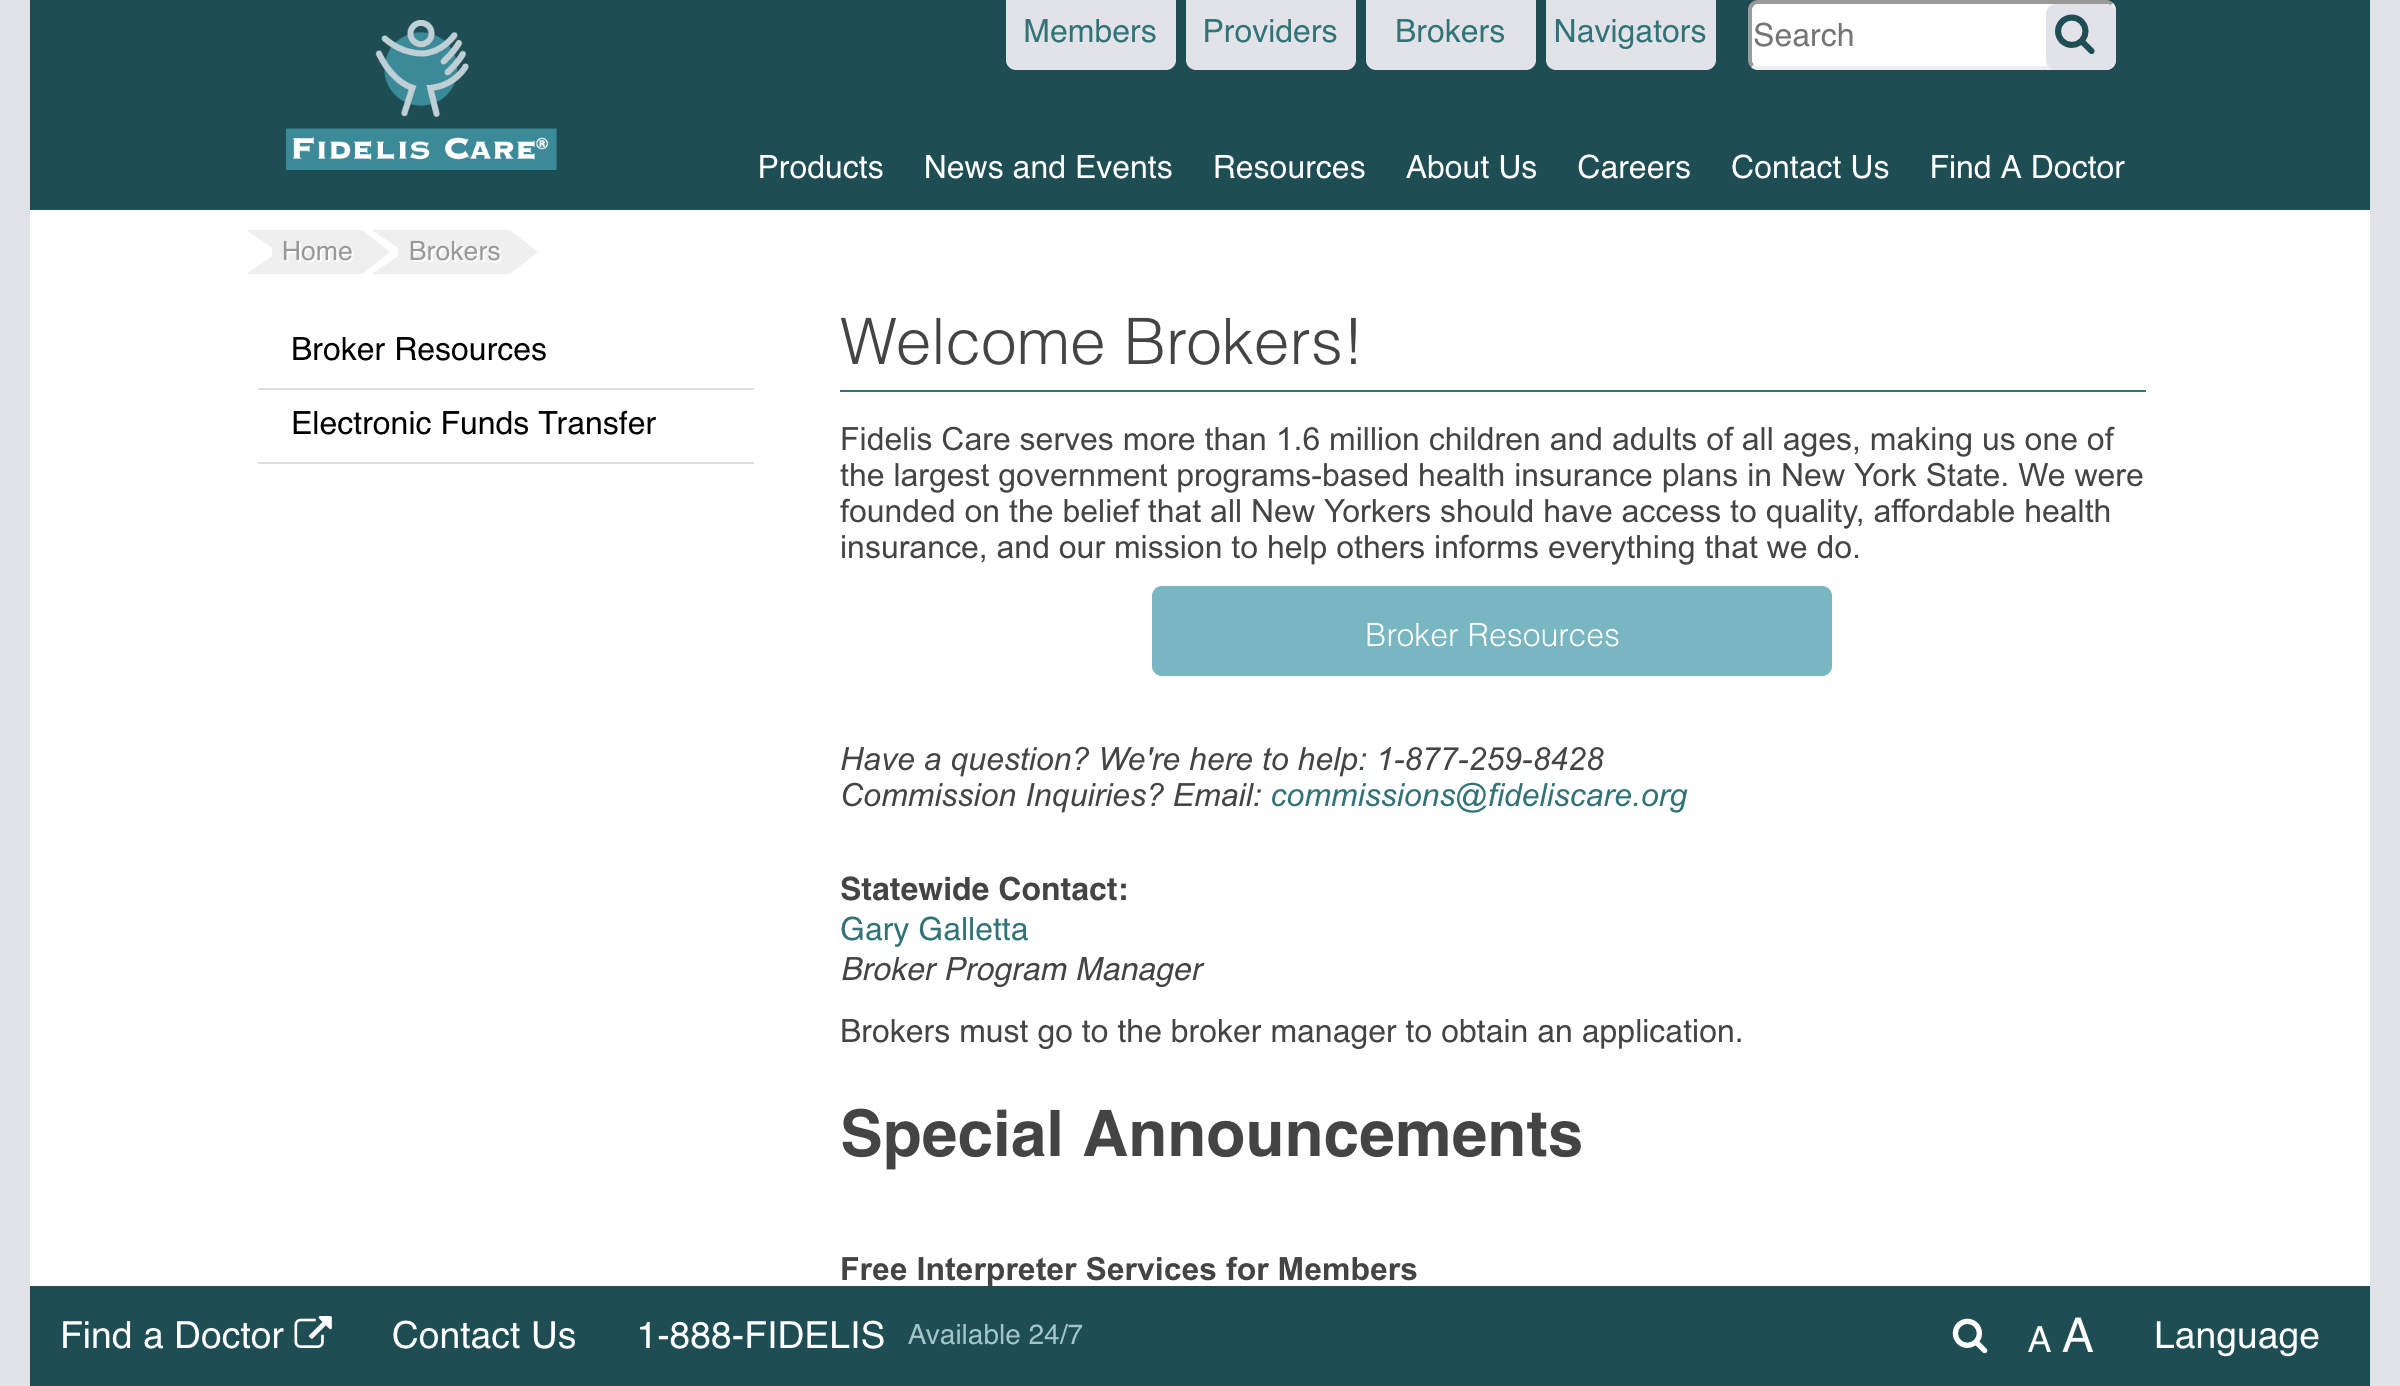 Members
Providers
Brokers
Navigators
Search
FIDELIS CARE®
Products
News and Events
Resources
About Us
Careers
Contact Us
Find A Doctor
Home
Brokers
Broker Resources
Electronic Funds Transfer
Welcome Brokers!
Fidelis Care serves more than 1.6 million children and adults of all ages, making us one of
the largest government programs-based health insurance plans in New York State. We were
founded on the belief that all New Yorkers should have access to quality, affordable health
insurance, and our mission to help others informs everything that we do.
Broker Resources
Have a question? We're here to help: 1-877-259-8428
Commission Inquiries? Email: commissions@fideliscare.org
Statewide Contact:
Gary Galletta
Broker Program Manager
Brokers must go to the broker manager to obtain an application.
Special Announcements
Free Interpreter Services for Members
Find a Doctor
Contact Us
1-888-FIDELIS Available 24/7
A A
Language